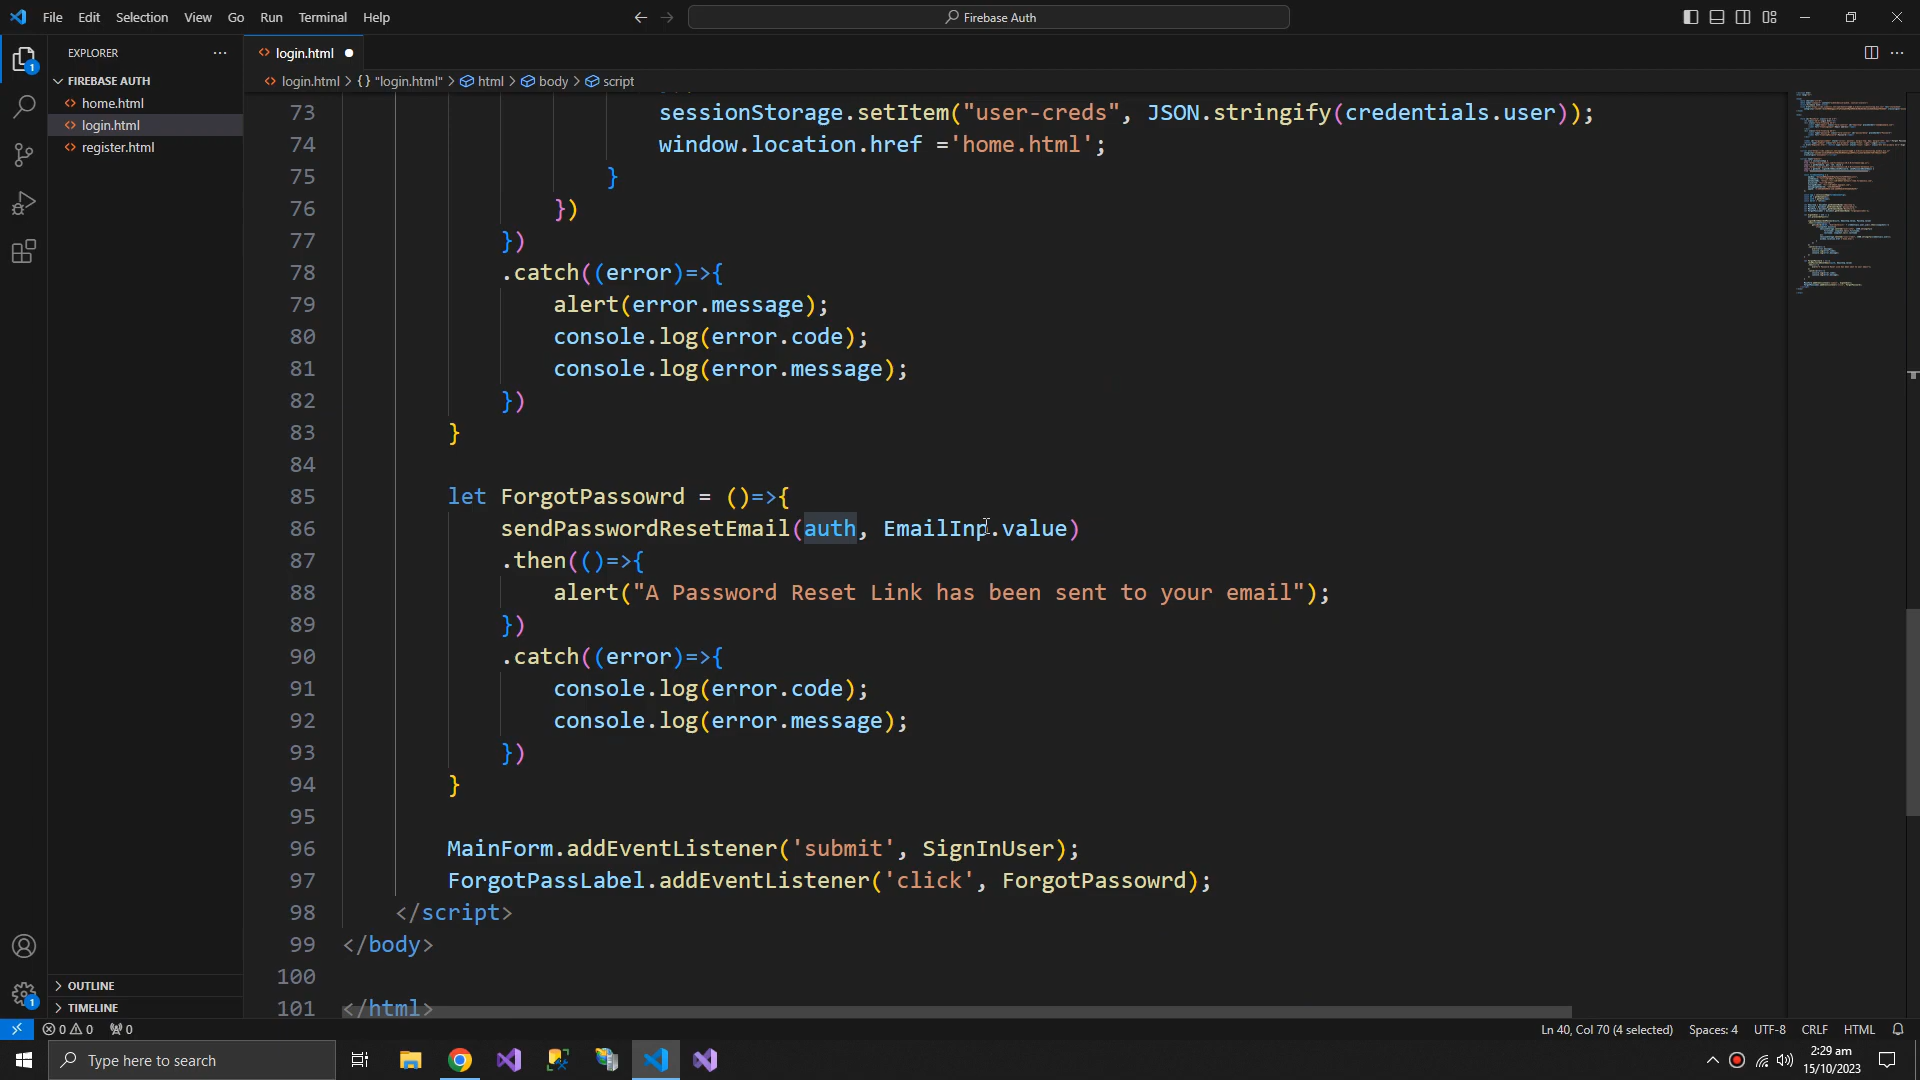 File Edit Selection View Go Run Terminal Help
Firebase Auth
EXPLORER
FIREBASE AUTH
home.html
login.html
register.html
OUTLINE
TIMELINE
login.html
login.html > {} "login.html" > html > body > script
73 sessionStorage.setItem("user-creds", JSON.stringify(credentials.user));
74 window.location.href ='home.html';
75 }
76 })
77 })
78 .catch((error)=>{
79 alert(error.message);
80 console.log(error.code);
81 console.log(error.message);
82 })
83 }
84
85 let ForgotPassowrd = ()=>{
86 sendPasswordResetEmail(auth, EmailInp.value)
87 .then(()=>{
88 alert("A Password Reset Link has been sent to your email");
89 })
90 .catch((error)=>{
91 console.log(error.code);
92 console.log(error.message);
93 })
94 }
95
96 MainForm.addEventListener('submit', SignInUser);
97 ForgotPassLabel.addEventListener('click', ForgotPassowrd);
98 </script>
99 </body>
100
101 </html>
1
1
0 0 0
Ln 40, Col 70 (4 selected) Spaces: 4 UTF-8 CRLF HTML
Type here to search
2:29 am
15/10/2023